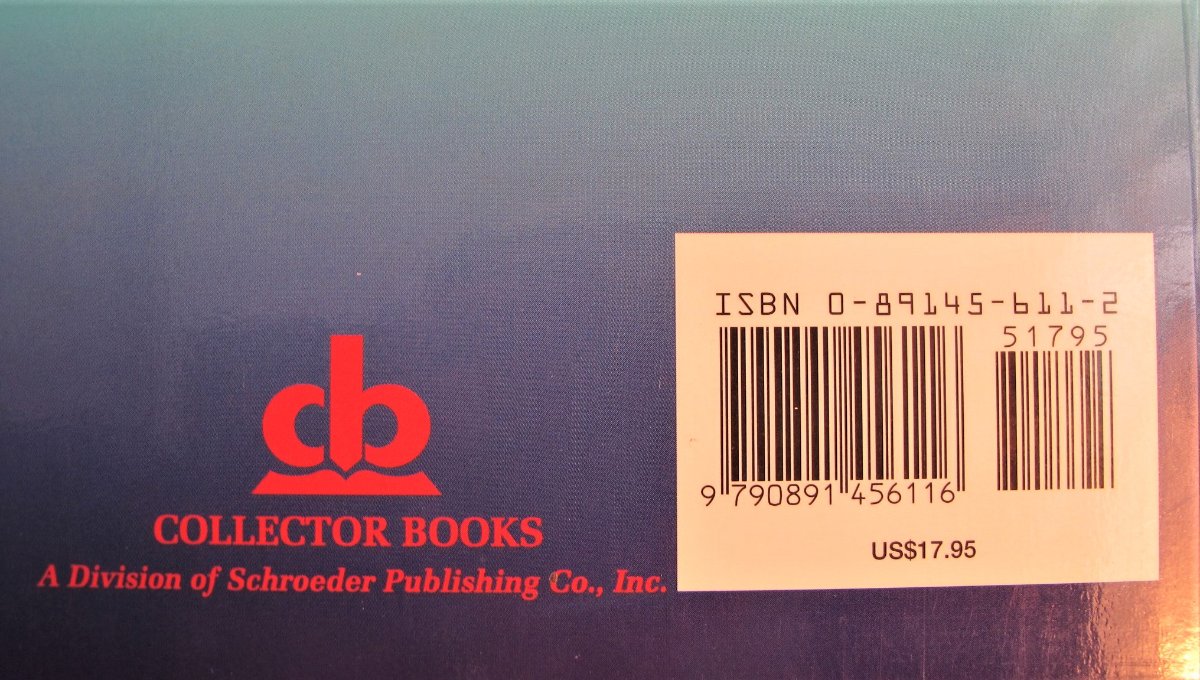 cb
COLLECTOR BOOKS
A Division of Schroeder Publishing Co., Inc.
ISBN 0-89145-611-2
51795
9 790891 456116
US$17.95